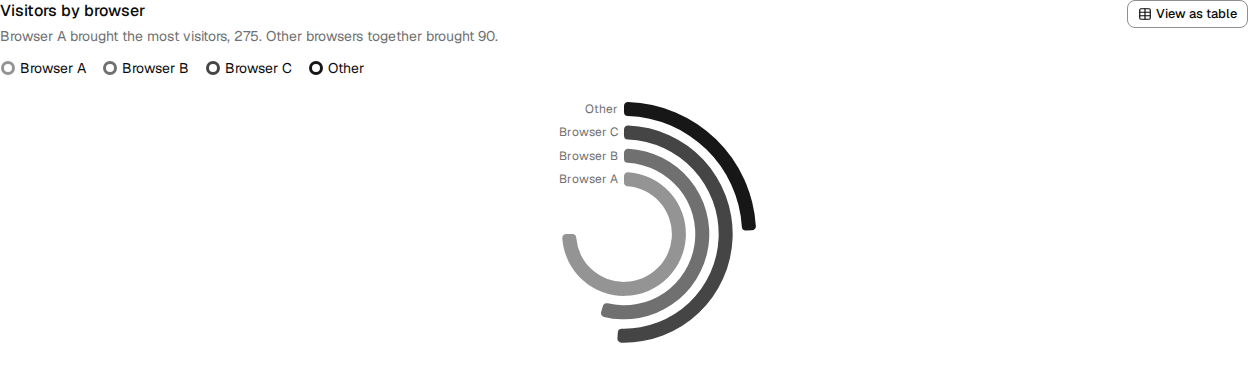 Visitors by browser
View as table
Browser A brought the most visitors, 275. Other browsers together brought 90.
Browser A
Browser B
Browser C
Other
Other
Browser C
Browser B
Browser A